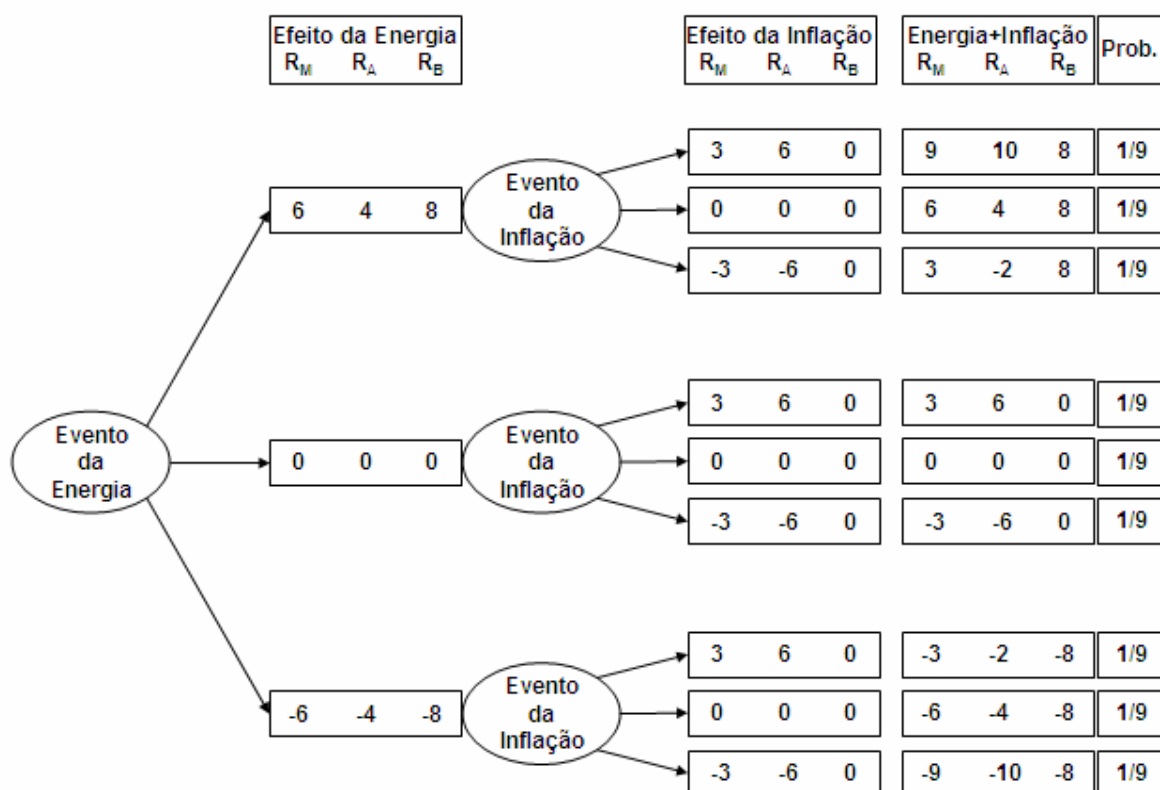 Efeito da Energia Efeito da Inflação Energia+Inflação Prob.
R_M R_A R_B R_M R_A R_B R_M R_A R_B
3 6 0 9 10 8 1/9
Evento
6 4 8 da 0 0 0 6 4 8 1/9
Inflação
-3 -6 0 3 -2 8 1/9
3 6 0 3 6 0 1/9
Evento Evento
da 0 0 0 da 0 0 0 0 0 0 1/9
Energia Inflação
-3 -6 0 -3 -6 0 1/9
3 6 0 -3 -2 -8 1/9
Evento
-6 -4 -8 da 0 0 0 -6 -4 -8 1/9
Inflação
-3 -6 0 -9 -10 -8 1/9